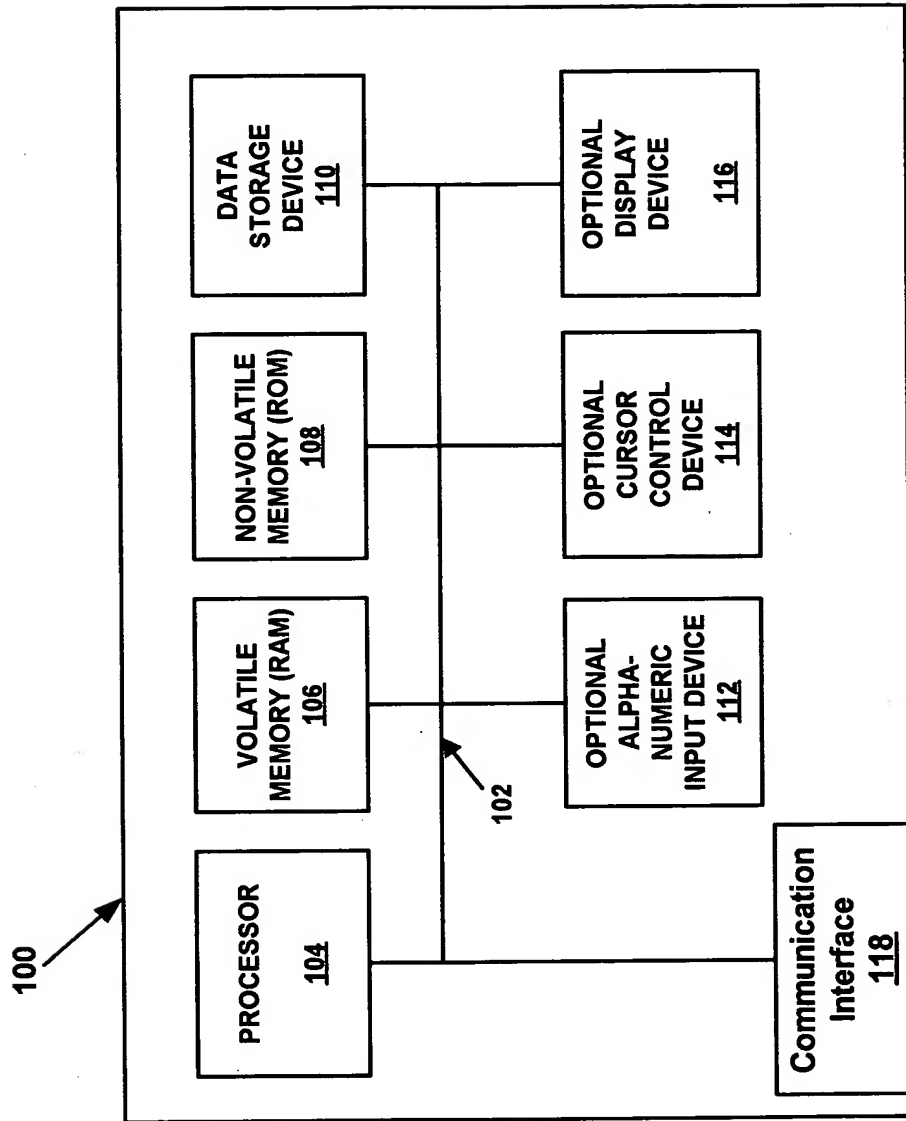 100
PROCESSOR
104
VOLATILE
MEMORY (RAM)
106
NON-VOLATILE
MEMORY (ROM)
108
DATA
STORAGE
DEVICE
110
102
OPTIONAL
ALPHA-
NUMERIC
INPUT DEVICE
112
OPTIONAL
CURSOR
CONTROL
DEVICE
114
OPTIONAL
DISPLAY
DEVICE
116
Communication
Interface
118